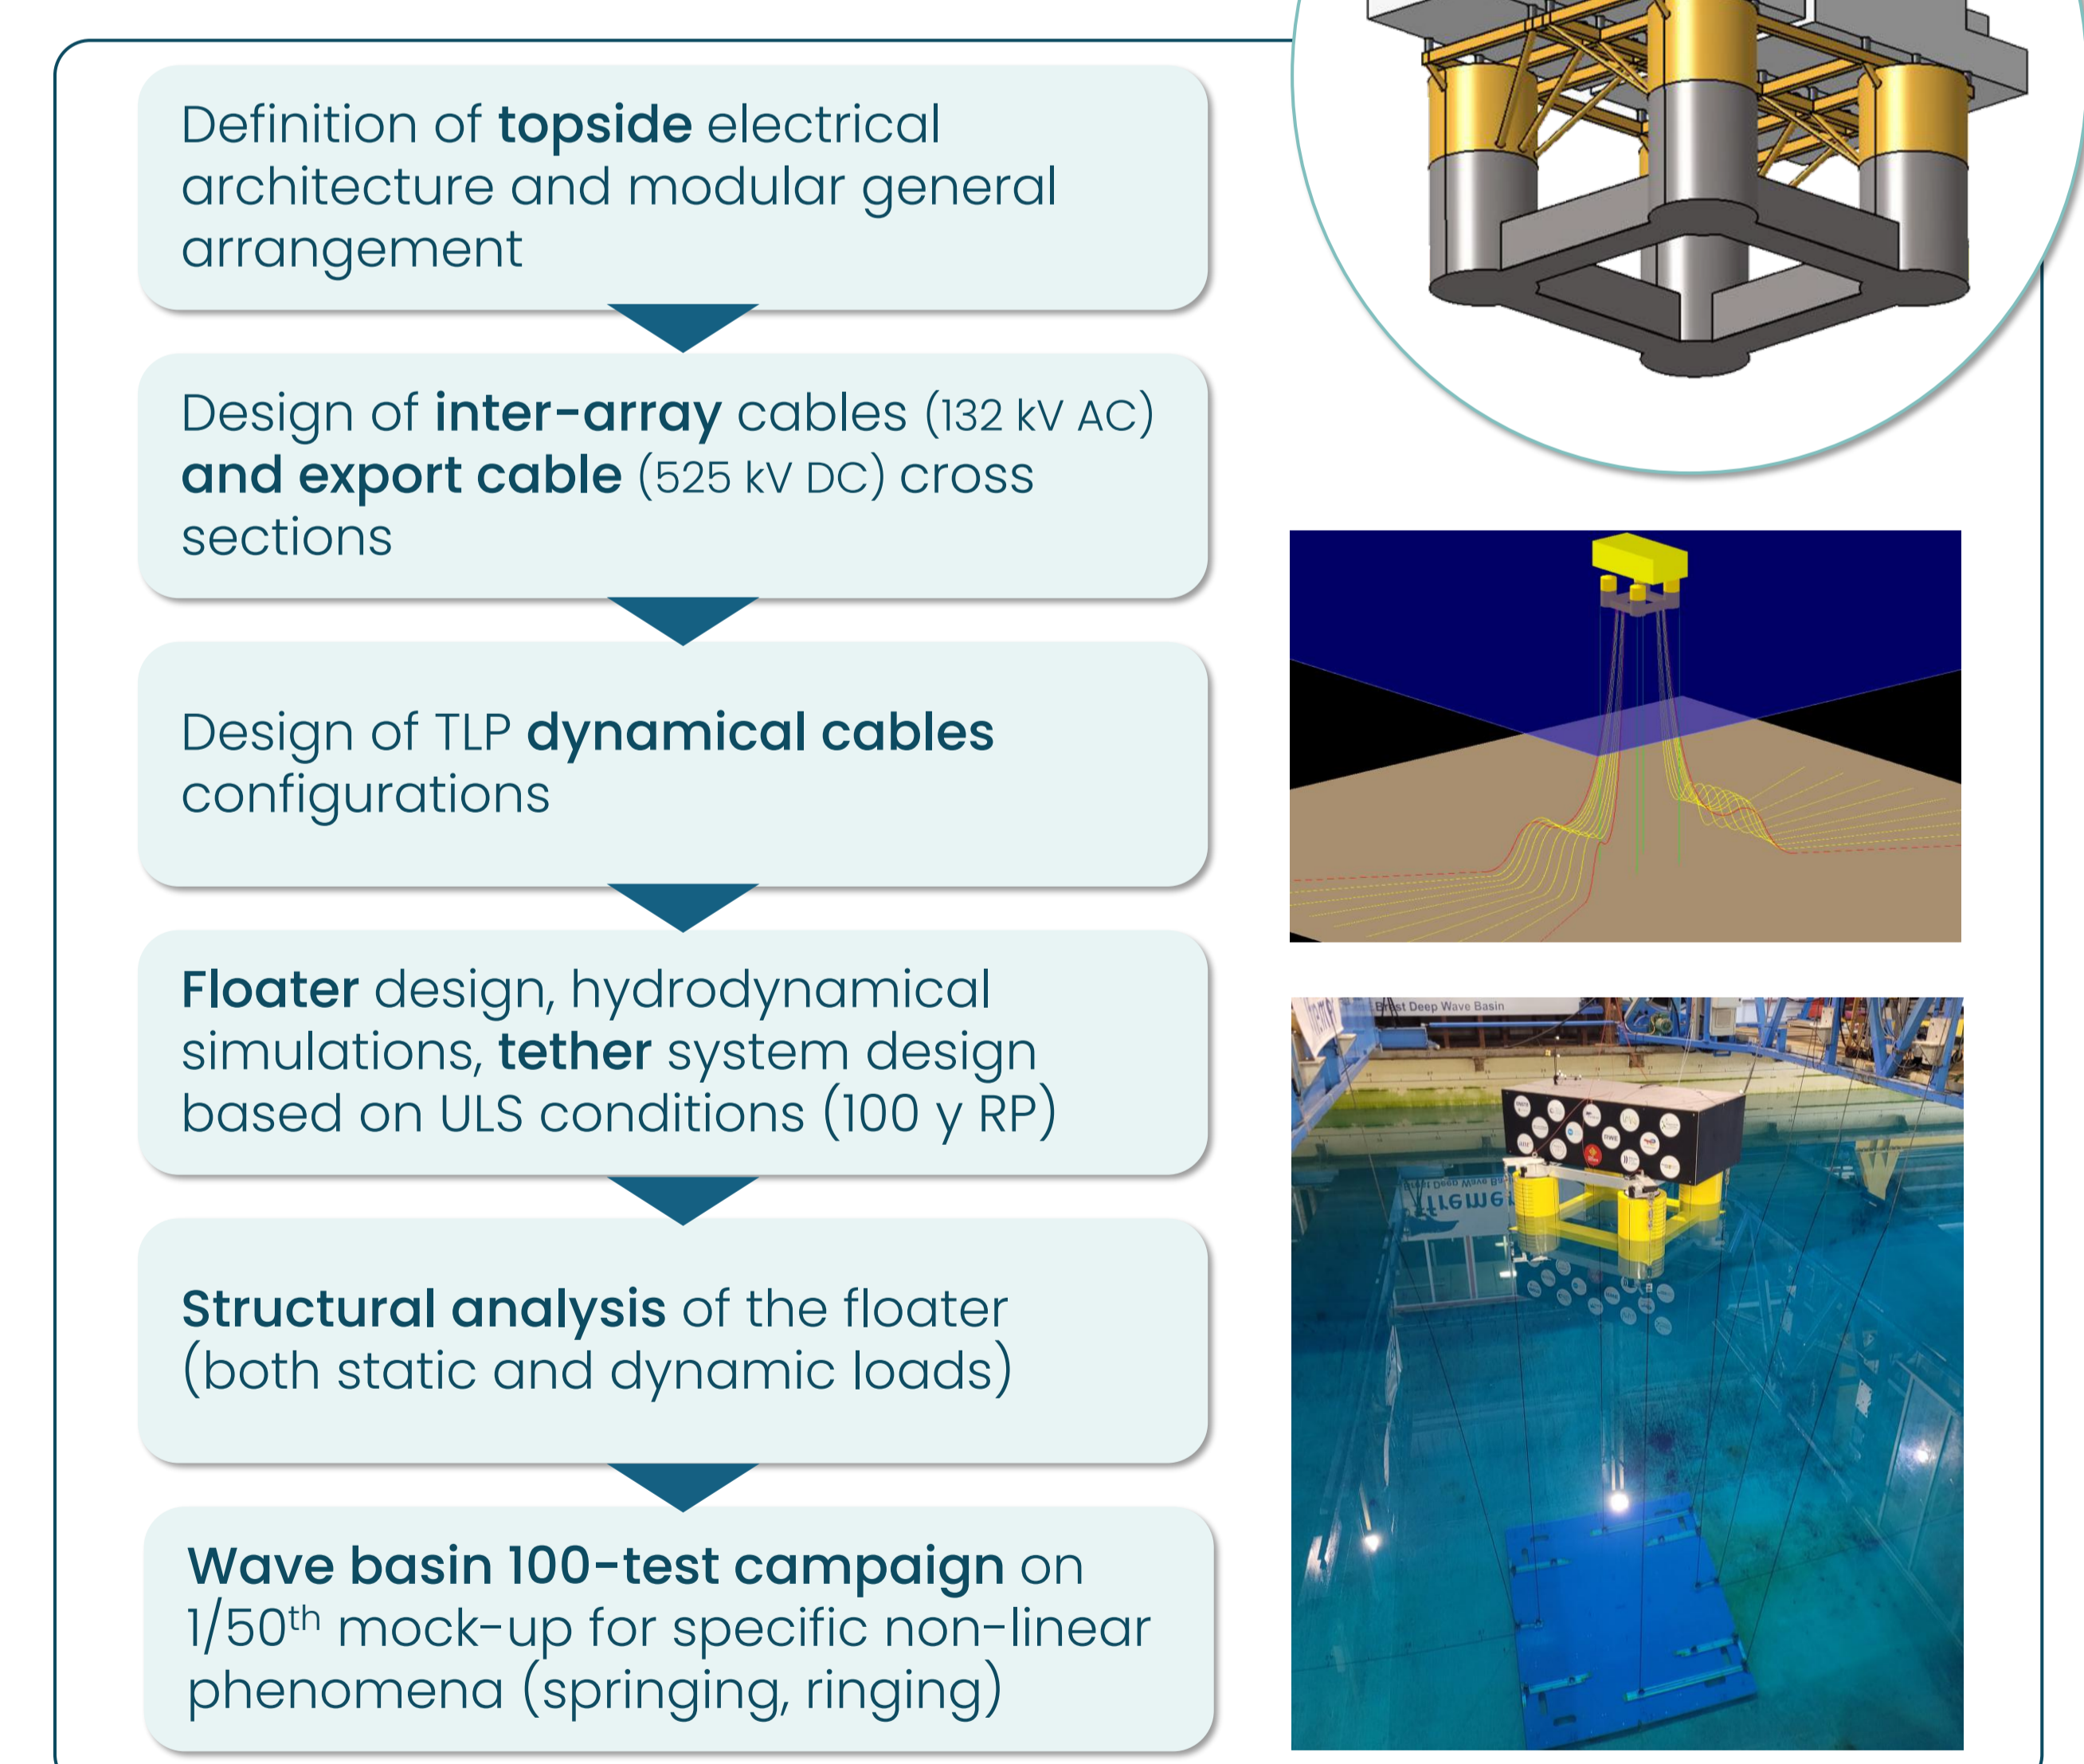 Definition of topside electrical
architecture and modular general
arrangement
Design of inter-array cables (132 kV AC)
and export cable (525 kV DC) cross
sections
Design of TLP dynamical cables
configurations
Floater design, hydrodynamical
simulations, tether system design
based on ULS conditions (100 y RP)
Structural analysis of the floater
(both static and dynamic loads)
Wave basin 100-test campaign on
1/50th mock-up for specific non-linear
phenomena (springing, ringing)
Brest Deep Wave Basin